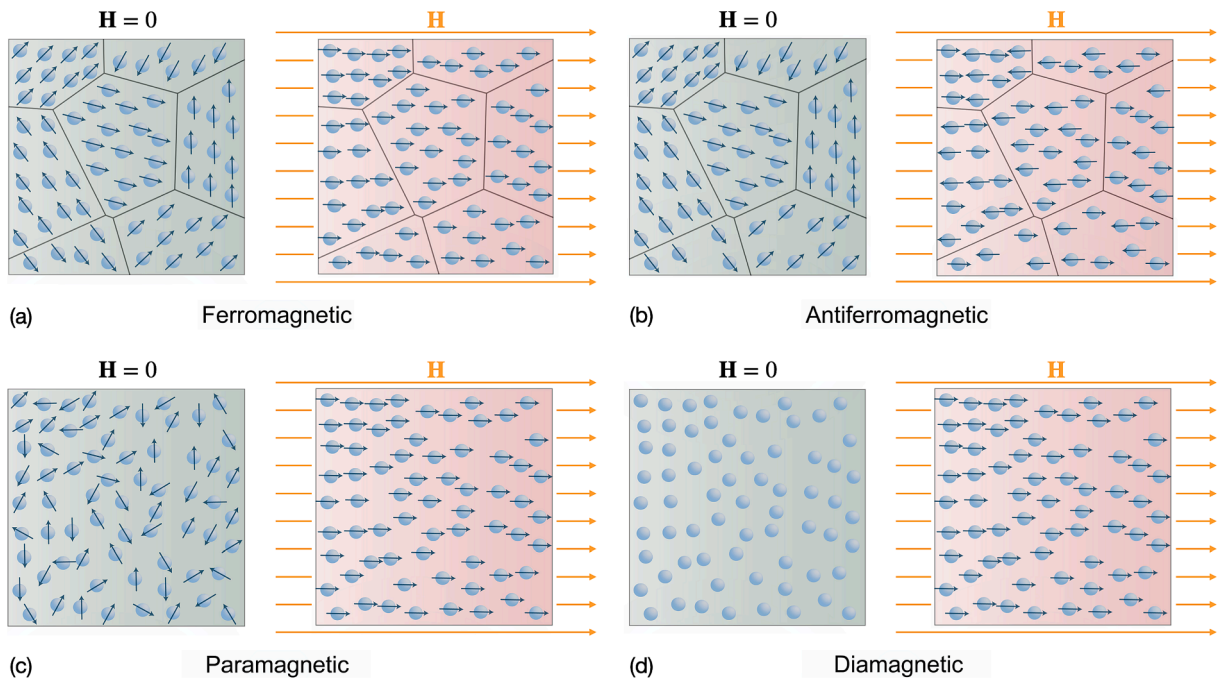 H = 0
H
H = 0
H
(a)
Ferromagnetic
(b)
Antiferromagnetic
H = 0
H
H = 0
H
(c)
Paramagnetic
(d)
Diamagnetic